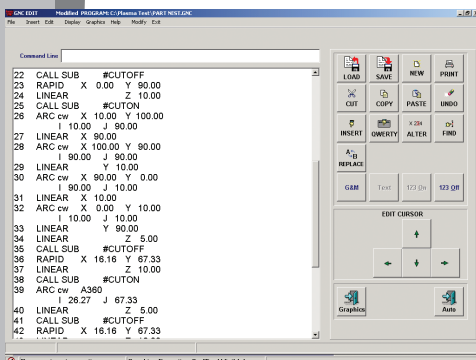 GNC EDIT Modified PROGRAM: C:\Plasma Test\PART NEST.GNC
File Insert Edit Display Graphics Help Modify Exit
Command Line
22 CALL SUB #CUTOFF
23 RAPID X 0.00 Y 90.00
24 LINEAR Z 10.00
25 CALL SUB #CUTON
26 ARC cw X 10.00 Y 100.00
I 10.00 J 90.00
27 LINEAR X 90.00
28 ARC cw X 100.00 Y 90.00
I 90.00 J 90.00
29 LINEAR Y 10.00
30 ARC cw X 90.00 Y 0.00
I 90.00 J 10.00
31 LINEAR X 10.00
32 ARC cw X 0.00 Y 10.00
I 10.00 J 10.00
33 LINEAR Y 90.00
34 LINEAR Z 5.00
35 CALL SUB #CUTOFF
36 RAPID X 16.16 Y 67.33
37 LINEAR Z 10.00
38 CALL SUB #CUTON
39 ARC cw A360
I 26.27 J 67.33
40 LINEAR Z 5.00
41 CALL SUB #CUTOFF
42 RAPID X 16.16 Y 67.33
LOAD SAVE NEW PRINT
CUT COPY PASTE UNDO
INSERT QWERTY X 234 ALTER FIND
REPLACE
G&M Text 123 On 123 Off
EDIT CURSOR
Graphics Auto